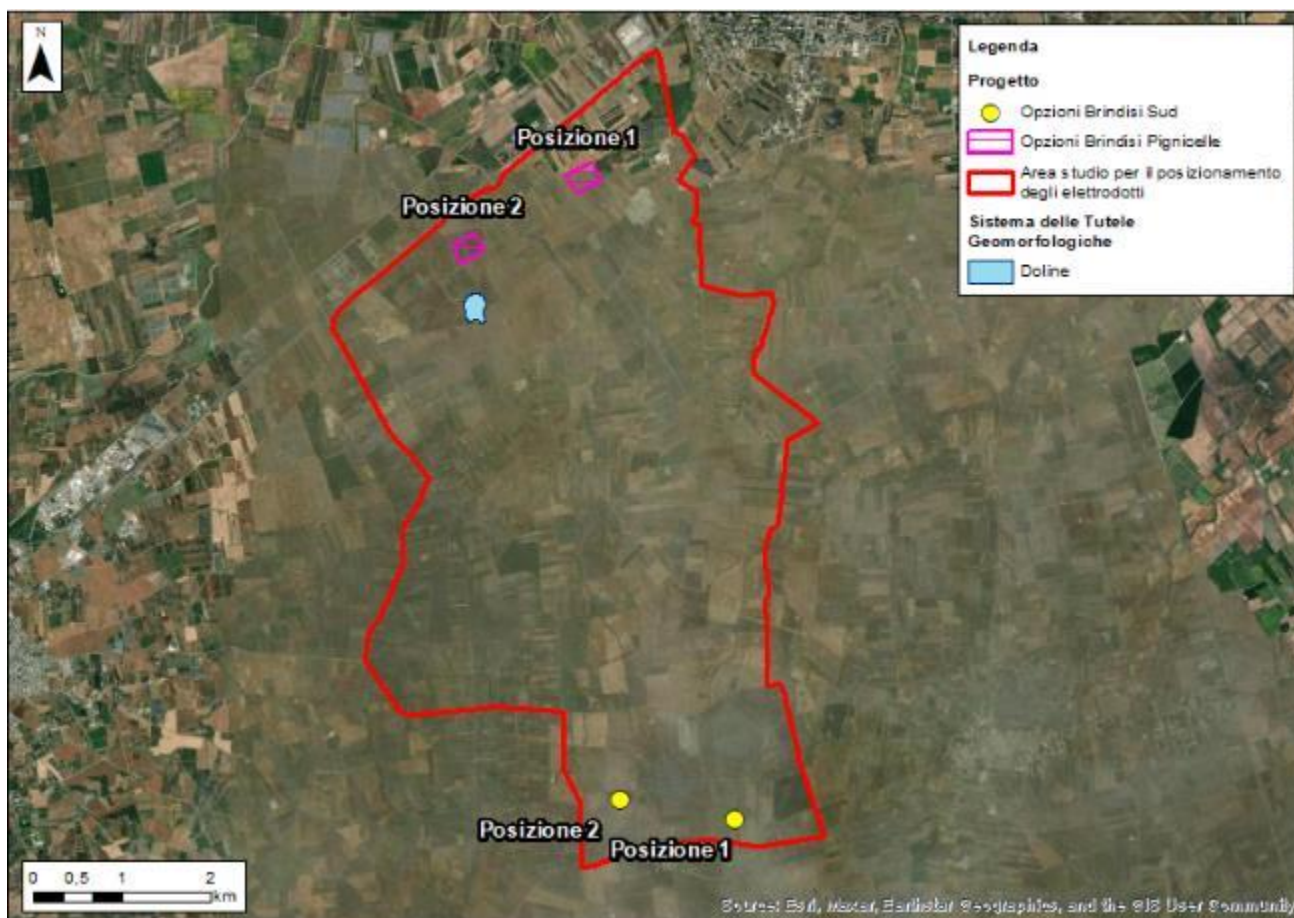 N
Posizione 1
Posizione 2
Legenda
Progetto
Opzioni Brindisi Sud
Opzioni Brindisi Pignicelle
Area studio per il posizionamento
degli elettrodotti
Sistema delle Tutele
Geomorfologiche
Doline
Posizione 2
Posizione 1
0 0,5 1 2
km
Source: Esri, Maxar, Earthstar Geographics, and the GIS User Community